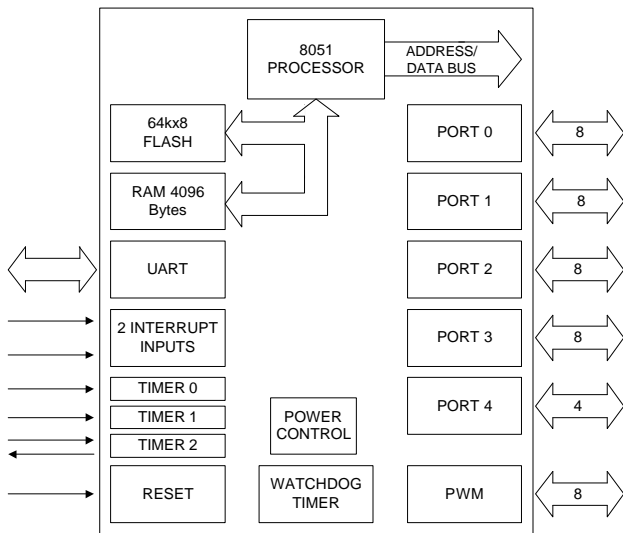 8051
PROCESSOR
ADDRESS/
DATA BUS
64kx8
FLASH
PORT 0
8
RAM 4096
Bytes
PORT 1
8
UART
PORT 2
8
2 INTERRUPT
INPUTS
PORT 3
8
TIMER 0
TIMER 1
TIMER 2
POWER
CONTROL
PORT 4
4
RESET
WATCHDOG
TIMER
PWM
8